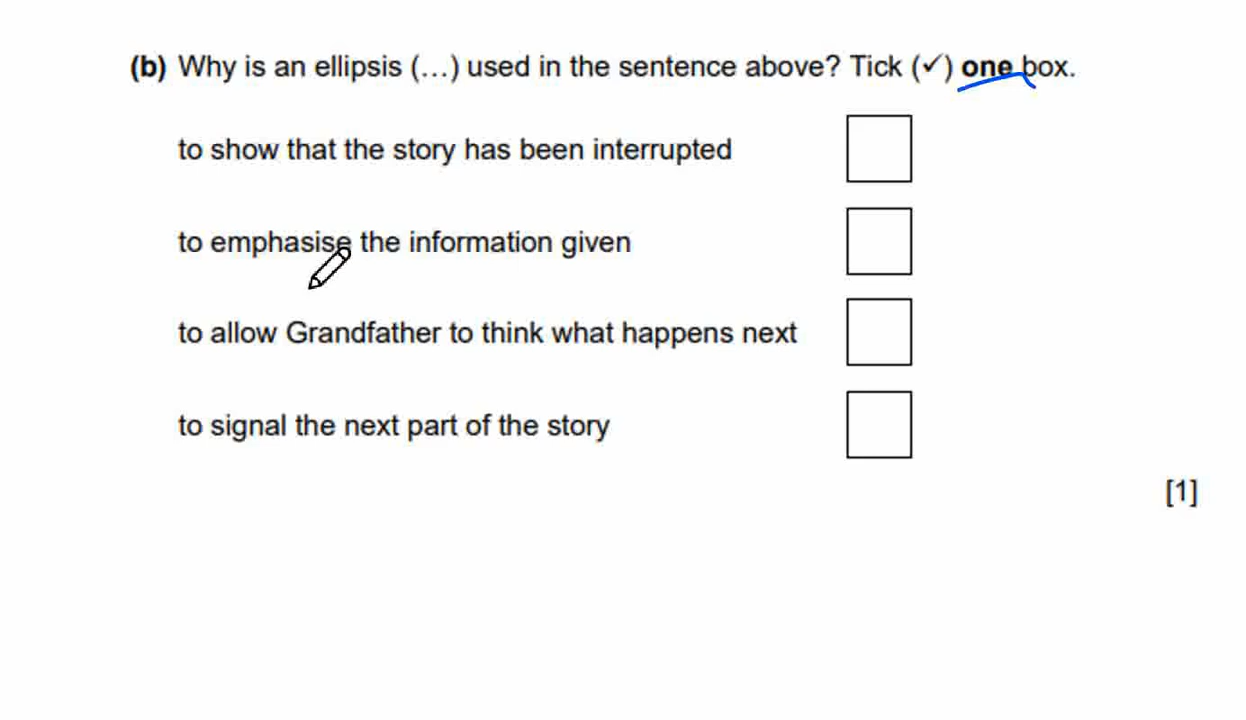 (b) Why is an ellipsis (…) used in the sentence above? Tick (✓) one box.
to show that the story has been interrupted
to emphasise the information given
to allow Grandfather to think what happens next
to signal the next part of the story
[1]